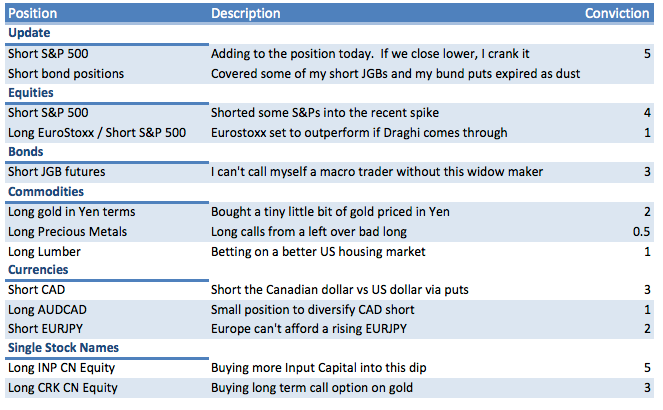 Position Description Conviction
Update
Short S&P 500 Adding to the position today. If we close lower, I crank it 5
Short bond positions Covered some of my short JGBs and my bund puts expired as dust
Equities
Short S&P 500 Shorted some S&Ps into the recent spike 4
Long EuroStoxx / Short S&P 500 Eurostoxx set to outperform if Draghi comes through 1
Bonds
Short JGB futures I can't call myself a macro trader without this widow maker 3
Commodities
Long gold in Yen terms Bought a tiny little bit of gold priced in Yen 2
Long Precious Metals Long calls from a left over bad long 0.5
Long Lumber Betting on a better US housing market 1
Currencies
Short CAD Short the Canadian dollar vs US dollar via puts 3
Long AUDCAD Small position to diversify CAD short 1
Short EURJPY Europe can't afford a rising EURJPY 2
Single Stock Names
Long INP CN Equity Buying more Input Capital into this dip 5
Long CRK CN Equity Buying long term call option on gold 3